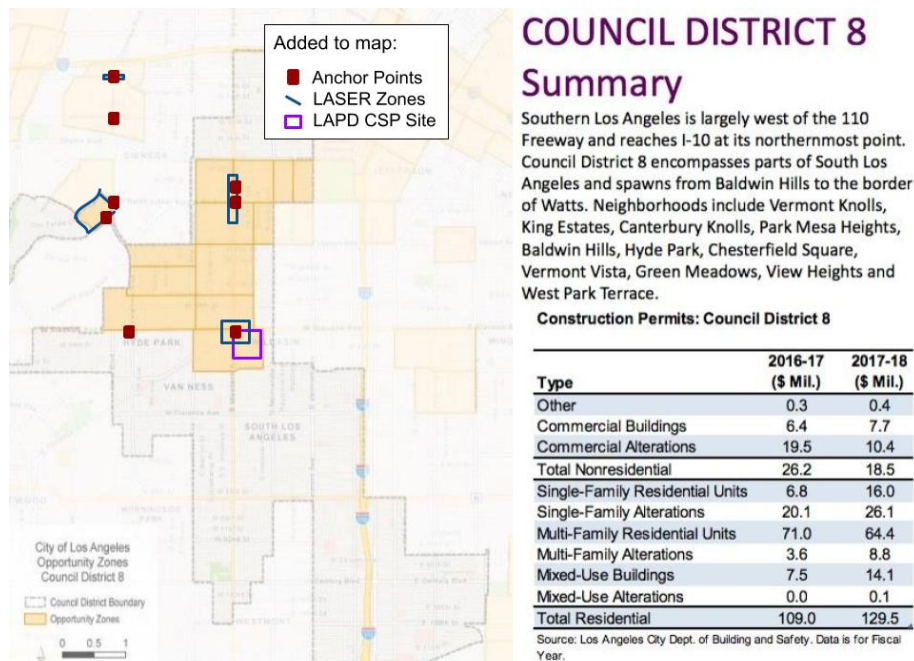 Added to map:
Anchor Points
LASER Zones
LAPD CSP Site
HYDE PARK
VAN NESS
SOUTH LOS
ANGELES
WESTMONT
City of Los Angeles
Opportunity Zones
Council District 8
Council District Boundary
Opportunity Zones
0 0.5 1
COUNCIL DISTRICT 8
Summary
Southern Los Angeles is largely west of the 110
Freeway and reaches I-10 at its northernmost point.
Council District 8 encompasses parts of South Los
Angeles and spawns from Baldwin Hills to the border
of Watts. Neighborhoods include Vermont Knolls,
King Estates, Canterbury Knolls, Park Mesa Heights,
Baldwin Hills, Hyde Park, Chesterfield Square,
Vermont Vista, Green Meadows, View Heights and
West Park Terrace.
Construction Permits: Council District 8
Type 2016-17 ($ Mil.) 2017-18 ($ Mil.)
Other 0.3 0.4
Commercial Buildings 6.4 7.7
Commercial Alterations 19.5 10.4
Total Nonresidential 26.2 18.5
Single-Family Residential Units 6.8 16.0
Single-Family Alterations 20.1 26.1
Multi-Family Residential Units 71.0 64.4
Multi-Family Alterations 3.6 8.8
Mixed-Use Buildings 7.5 14.1
Mixed-Use Alterations 0.0 0.1
Total Residential 109.0 129.5
Source: Los Angeles City Dept. of Building and Safety. Data is for Fiscal
Year.